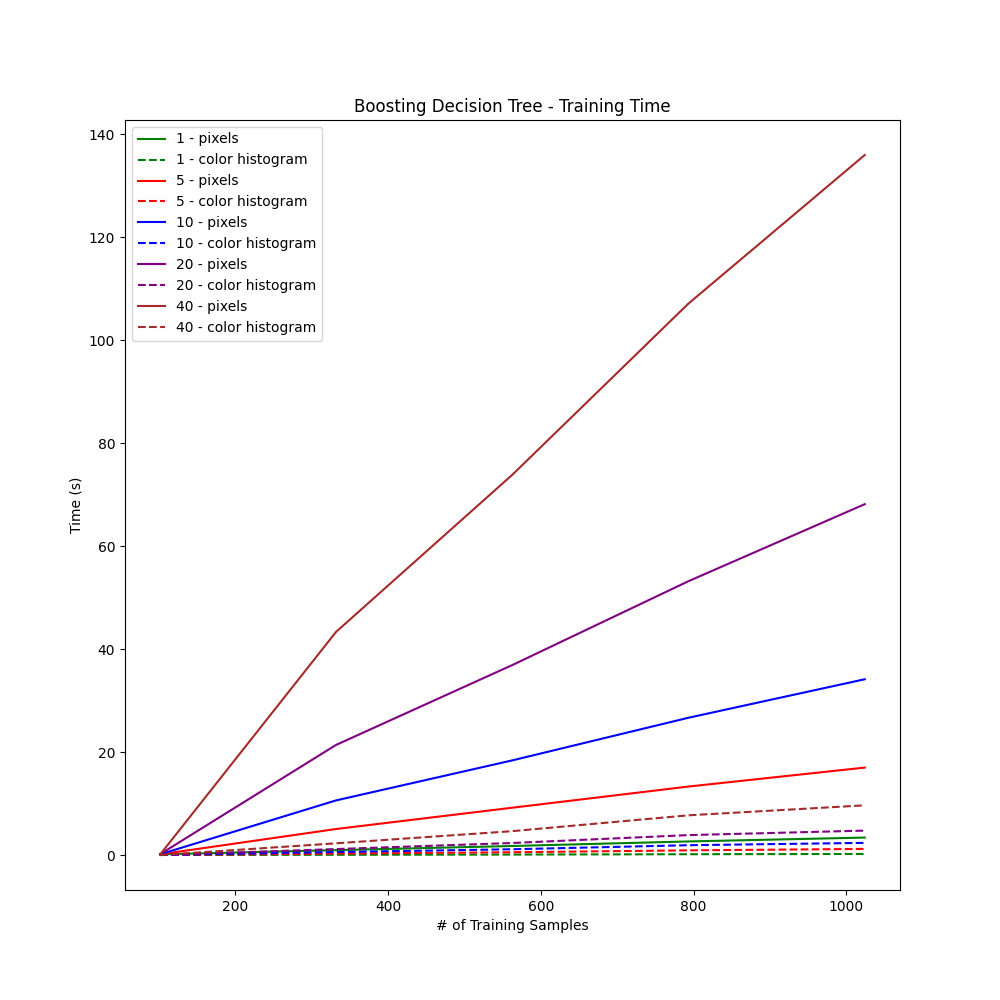 Boosting Decision Tree - Training Time
140
120
100
80
60
40
20
0
Time (s)
1 - pixels
1 - color histogram
5 - pixels
5 - color histogram
10 - pixels
10 - color histogram
20 - pixels
20 - color histogram
40 - pixels
40 - color histogram
200 400 600 800 1000
# of Training Samples